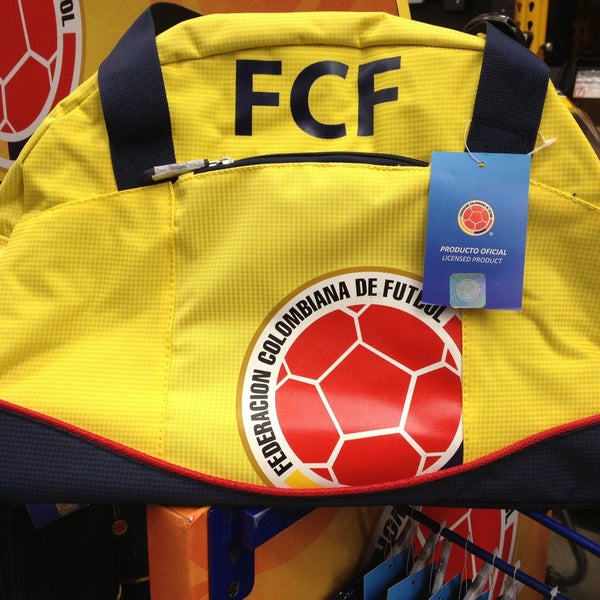 FCF
PRODUCTO OFICIAL
LICENSED PRODUCT
FEDERACION COLOMBIANA DE FUTBOL